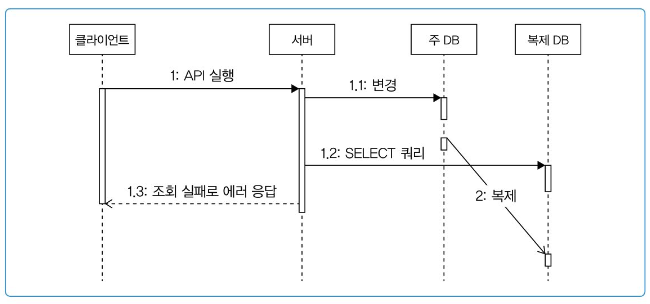 클라이언트
서버
주 DB
복제 DB
1: API 실행
1.1: 변경
1.2: SELECT 쿼리
1.3: 조회 실패로 에러 응답
2: 복제